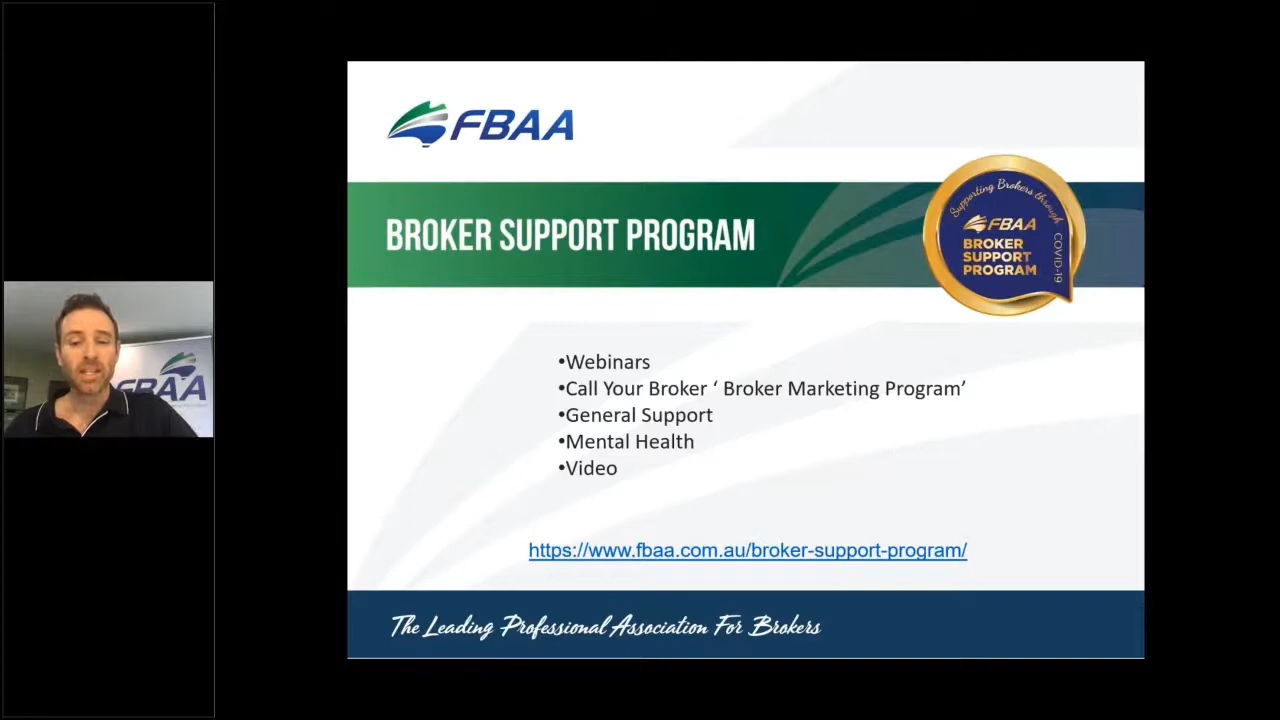 FBAA
BROKER SUPPORT PROGRAM
Supporting Brokers through
COVID-19
FBAA
BROKER
SUPPORT
PROGRAM
•Webinars
•Call Your Broker ‘ Broker Marketing Program’
•General Support
•Mental Health
•Video
https://www.fbaa.com.au/broker-support-program/
The Leading Professional Association For Brokers
FBAA